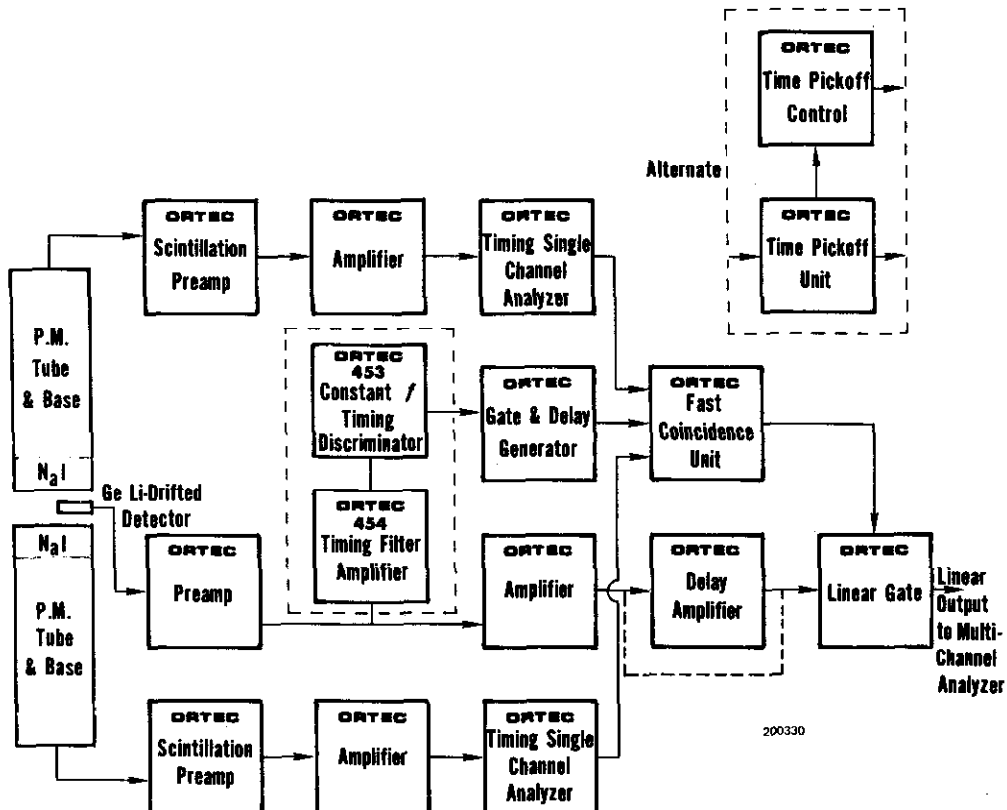 ORTEC
Time Pickoff
Control
Alternate
ORTEC
Time Pickoff
Unit
ORTEC
Scintillation
Preamp
ORTEC
Amplifier
ORTEC
Timing Single
Channel
Analyzer
P.M.
Tube
& Base
NaI
ORTEC
453
Constant f
Timing
Discriminator
ORTEC
Gate & Delay
Generator
ORTEC
Fast
Coincidence
Unit
Ge Li-Drifted
Detector
NaI
P.M.
Tube
& Base
ORTEC
Preamp
ORTEC
454
Timing Filter
Amplifier
ORTEC
Amplifier
ORTEC
Delay
Amplifier
ORTEC
Linear Gate
Linear
Output
to Multi-
Channel
Analyzer
ORTEC
Scintillation
Preamp
ORTEC
Amplifier
ORTEC
Timing Single
Channel
Analyzer
200330